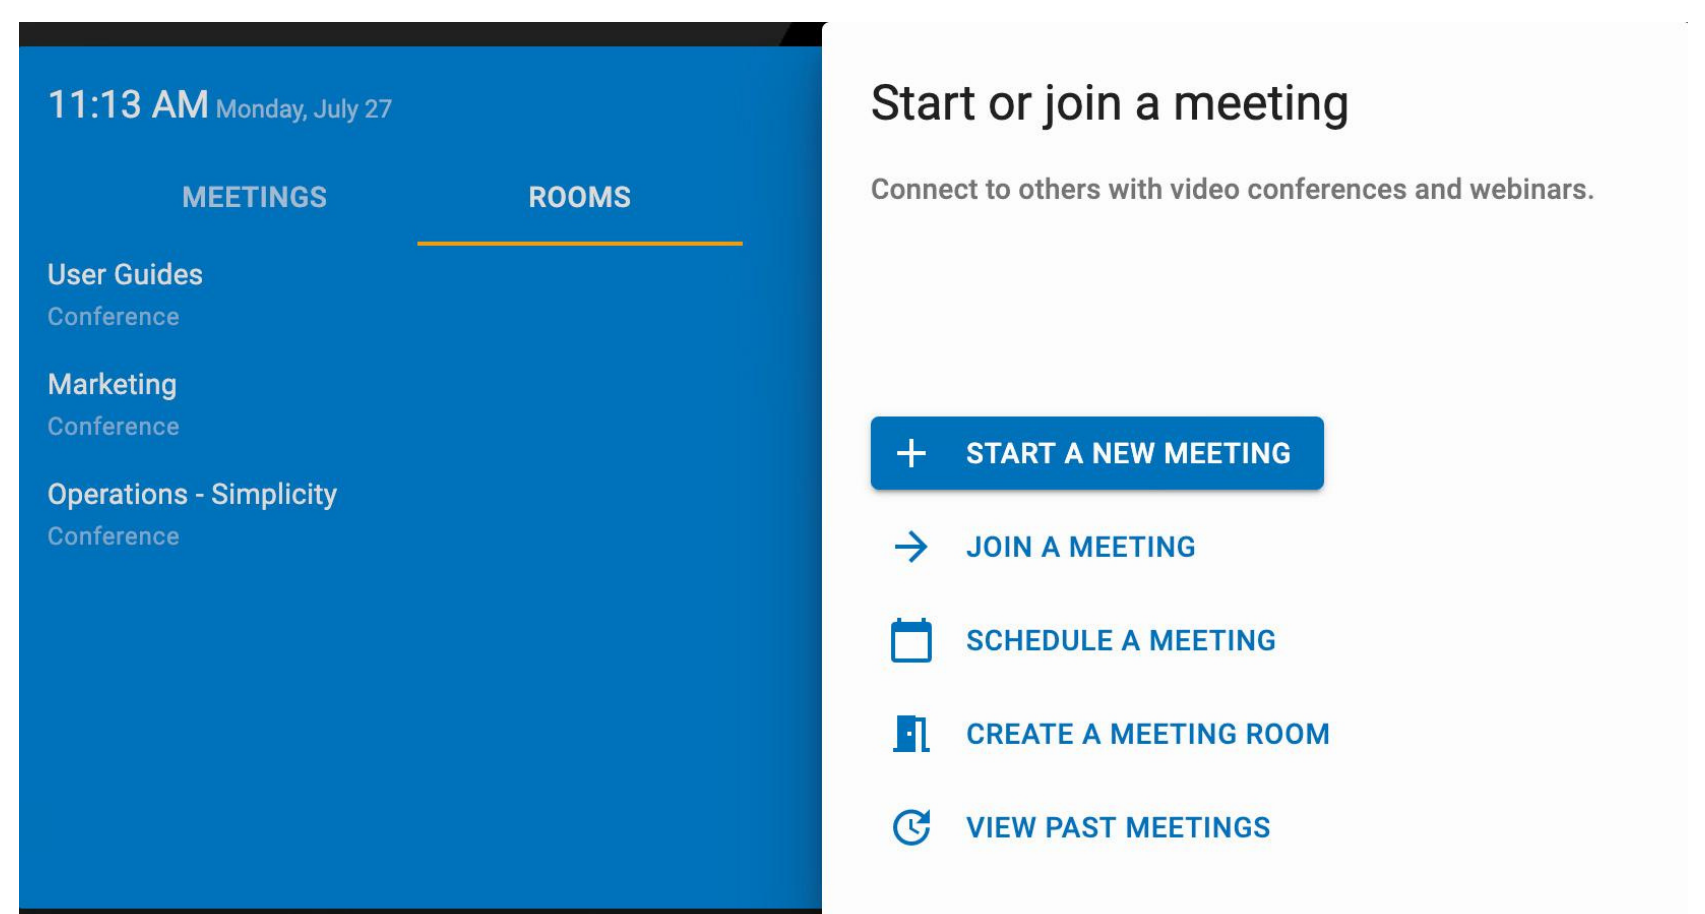 11:13 AM Monday, July 27
MEETINGS ROOMS
User Guides
Conference
Marketing
Conference
Operations - Simplicity
Conference
Start or join a meeting
Connect to others with video conferences and webinars.
START A NEW MEETING
JOIN A MEETING
SCHEDULE A MEETING
CREATE A MEETING ROOM
VIEW PAST MEETINGS